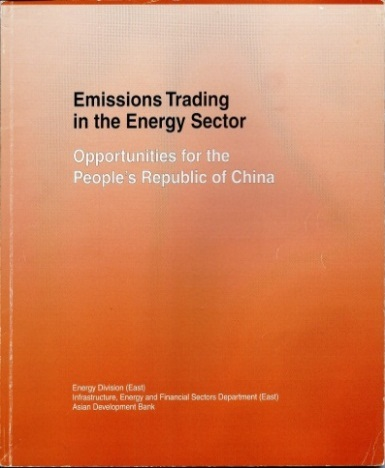 Emissions Trading
in the Energy Sector
Opportunities for the
People's Republic of China
Energy Division (East)
Infrastructure, Energy and Financial Sectors Department (East)
Asian Development Bank